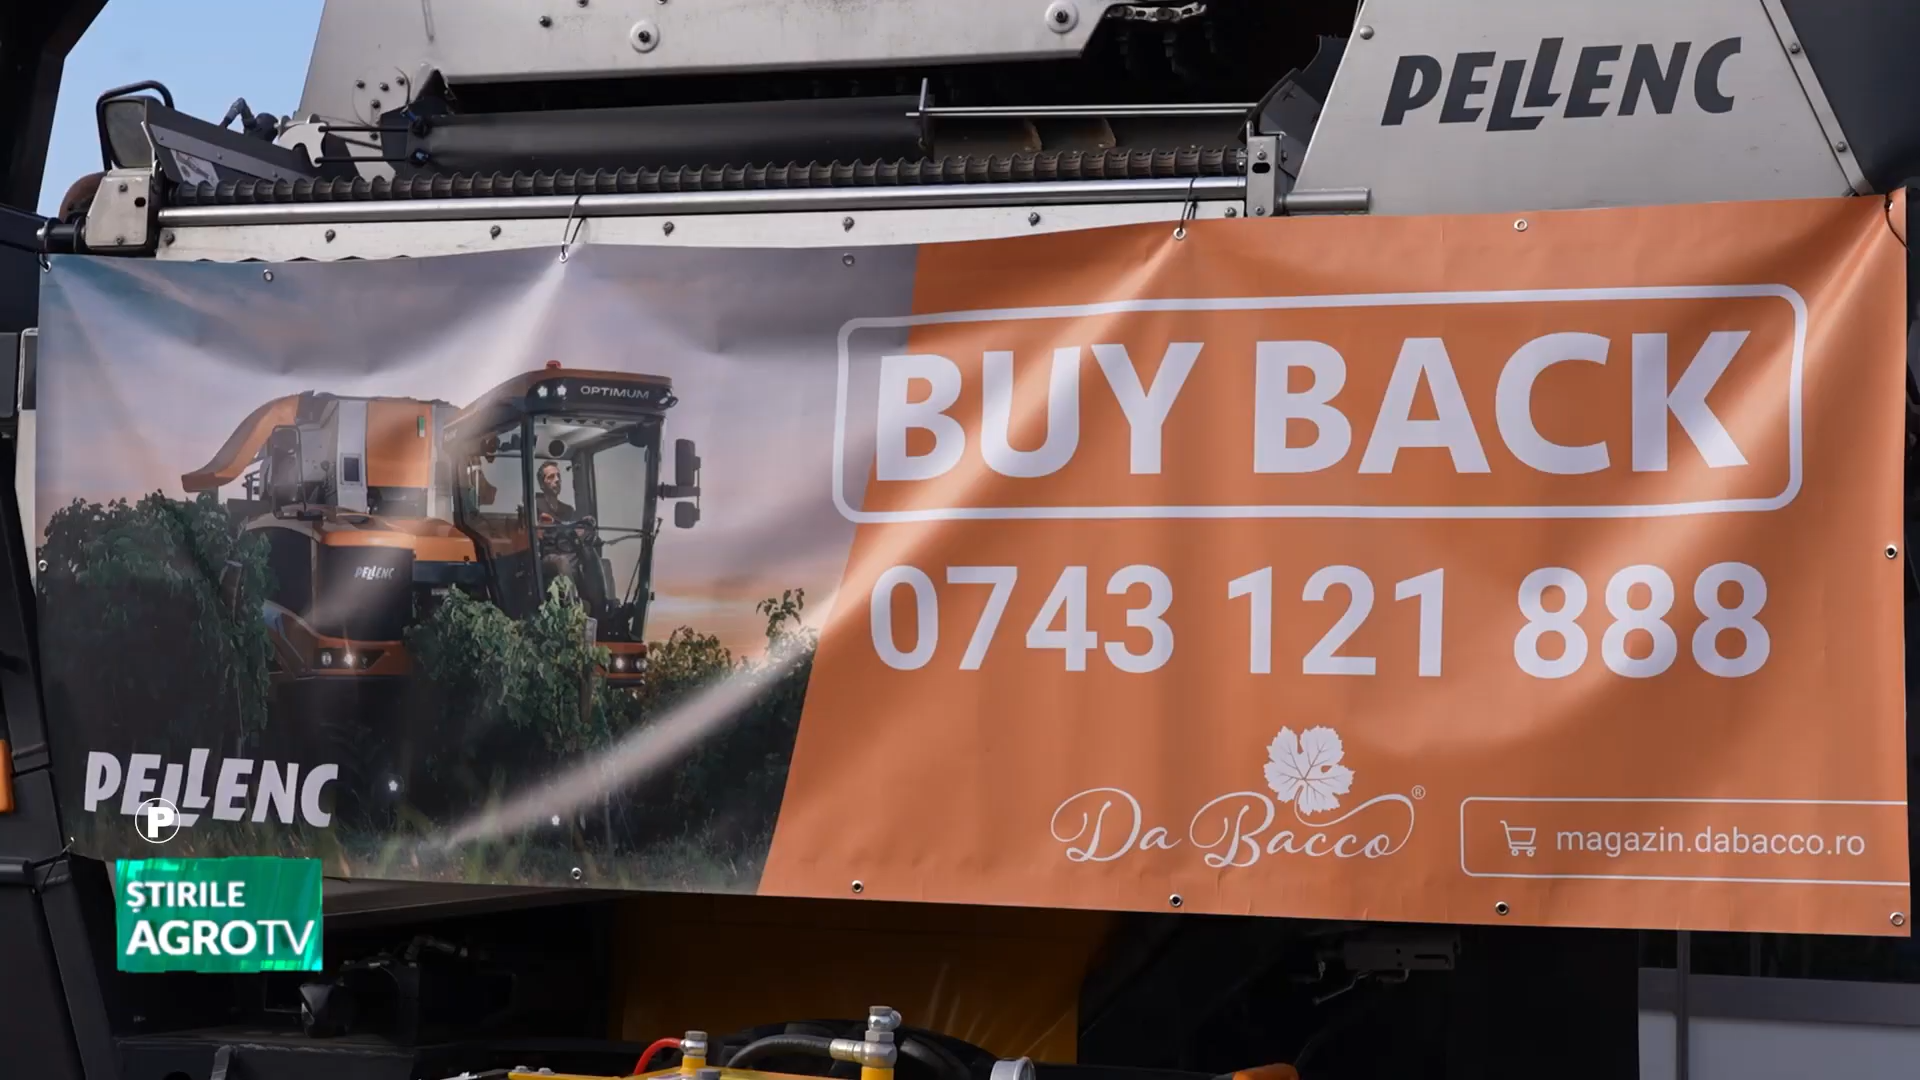 PELLENC
OPTIMUM
PELLENC
BUY BACK
0743 121 888
PELLENC
Da Bacco®
magazin.dabacco.ro
P
ȘTIRILE
AGROTV